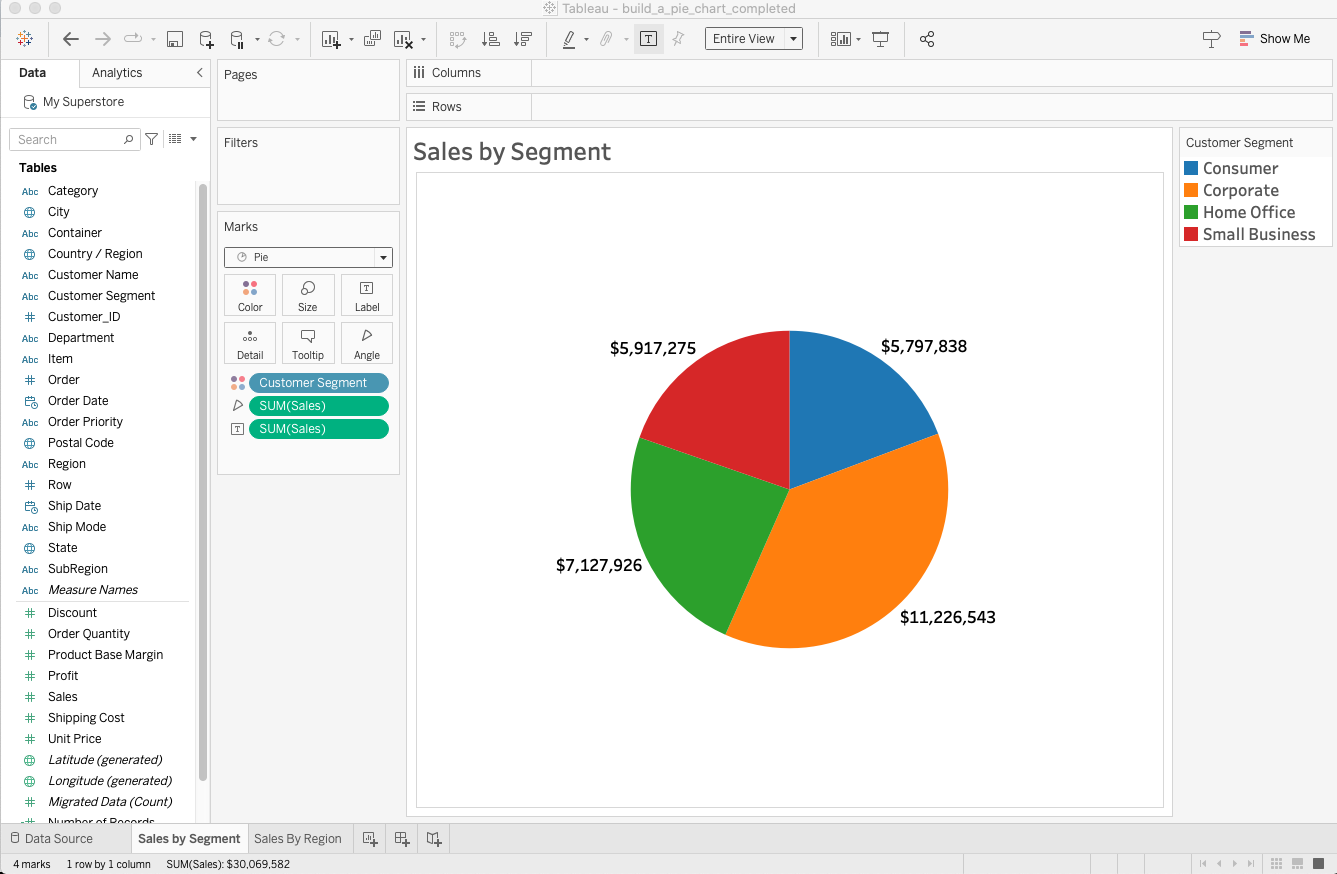 Tableau - build_a_pie_chart_completed
Entire View
Show Me
Data
Analytics
My Superstore
Search
Tables
Abc Category
City
Abc Container
Country / Region
Abc Customer Name
Abc Customer Segment
# Customer_ID
Abc Department
Abc Item
# Order
Order Date
Abc Order Priority
Postal Code
Abc Region
# Row
Ship Date
Abc Ship Mode
State
Abc SubRegion
Abc Measure Names
# Discount
# Order Quantity
# Product Base Margin
# Profit
# Sales
# Shipping Cost
# Unit Price
Latitude (generated)
Longitude (generated)
# Migrated Data (Count)
Number of Records
Pages
Filters
Marks
Pie
Color
Size
T
Label
Detail
Tooltip
Angle
Customer Segment
SUM(Sales)
T SUM(Sales)
Columns
Rows
Sales by Segment
$5,917,275
$5,797,838
$7,127,926
$11,226,543
Customer Segment
Consumer
Corporate
Home Office
Small Business
Data Source
Sales by Segment
Sales By Region
4 marks
1 row by 1 column
SUM(Sales): $30,069,582